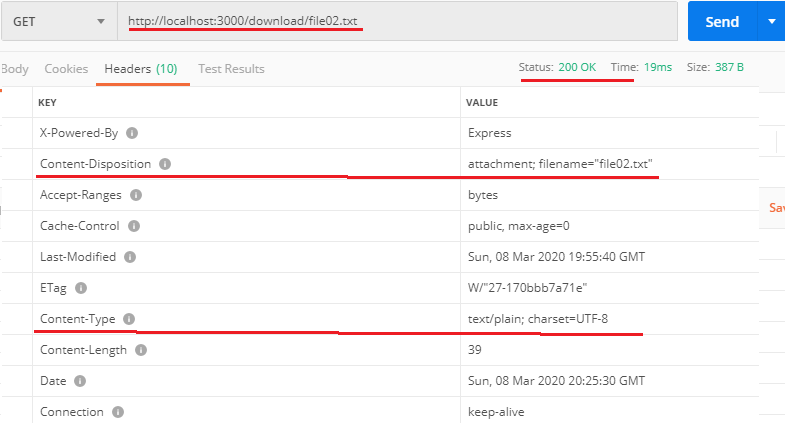 GET http://localhost:3000/download/file02.txt Send
Body Cookies Headers (10) Test Results Status: 200 OK Time: 19ms Size: 387 B
KEY VALUE
X-Powered-By Express
Content-Disposition attachment; filename="file02.txt"
Accept-Ranges bytes
Cache-Control public, max-age=0
Sav
Last-Modified Sun, 08 Mar 2020 19:55:40 GMT
ETag W/"27-170bbb7a71e"
Content-Type text/plain; charset=UTF-8
Content-Length 39
Date Sun, 08 Mar 2020 20:25:30 GMT
Connection keep-alive